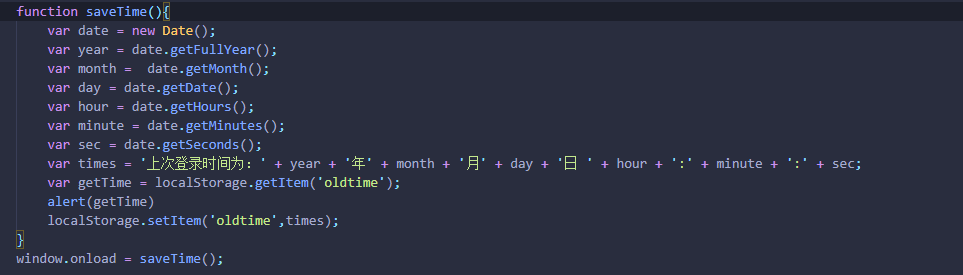 function saveTime(){
    var date = new Date();
    var year = date.getFullYear();
    var month =  date.getMonth();
    var day = date.getDate();
    var hour = date.getHours();
    var minute = date.getMinutes();
    var sec = date.getSeconds();
    var times = '上次登录时间为：' + year + '年' + month + '月' + day + '日 ' + hour + ':' + minute + ':' + sec;
    var getTime = localStorage.getItem('oldtime');
    alert(getTime)
    localStorage.setItem('oldtime',times);
}
window.onload = saveTime();